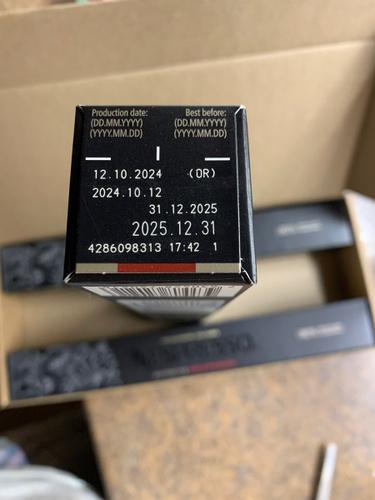 Production date: Best before:
(DD.MM.YYYY) (DD.MM.YYYY)
(YYYY.MM.DD) (YYYY.MM.DD)
12.10.2024 (OR)
2024.10.12
31.12.2025
2025.12.31
4286098313 17:42 1